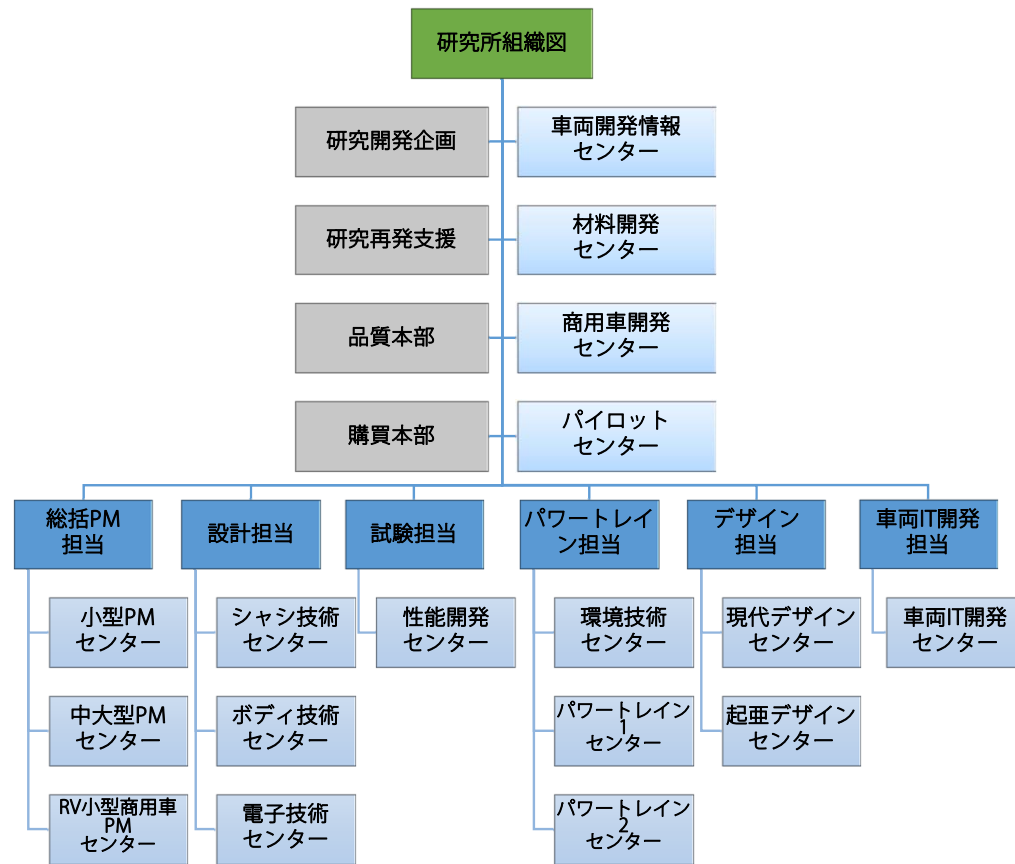 研究所組織図
研究開発企画
車両開発情報
センター
研究再発支援
材料開発
センター
品質本部
商用車開発
センター
購買本部
パイロット
センター
総括PM
担当
設計担当
試験担当
パワートレイ
ン担当
デザイン
担当
車両IT開発
担当
小型PM
センター
シャシ技術
センター
性能開発
センター
環境技術
センター
現代デザイン
センター
車両IT開発
センター
中大型PM
センター
ボディ技術
センター
パワートレイン
1
センター
起亜デザイン
センター
RV小型商用車
PM
センター
電子技術
センター
パワートレイン
2
センター